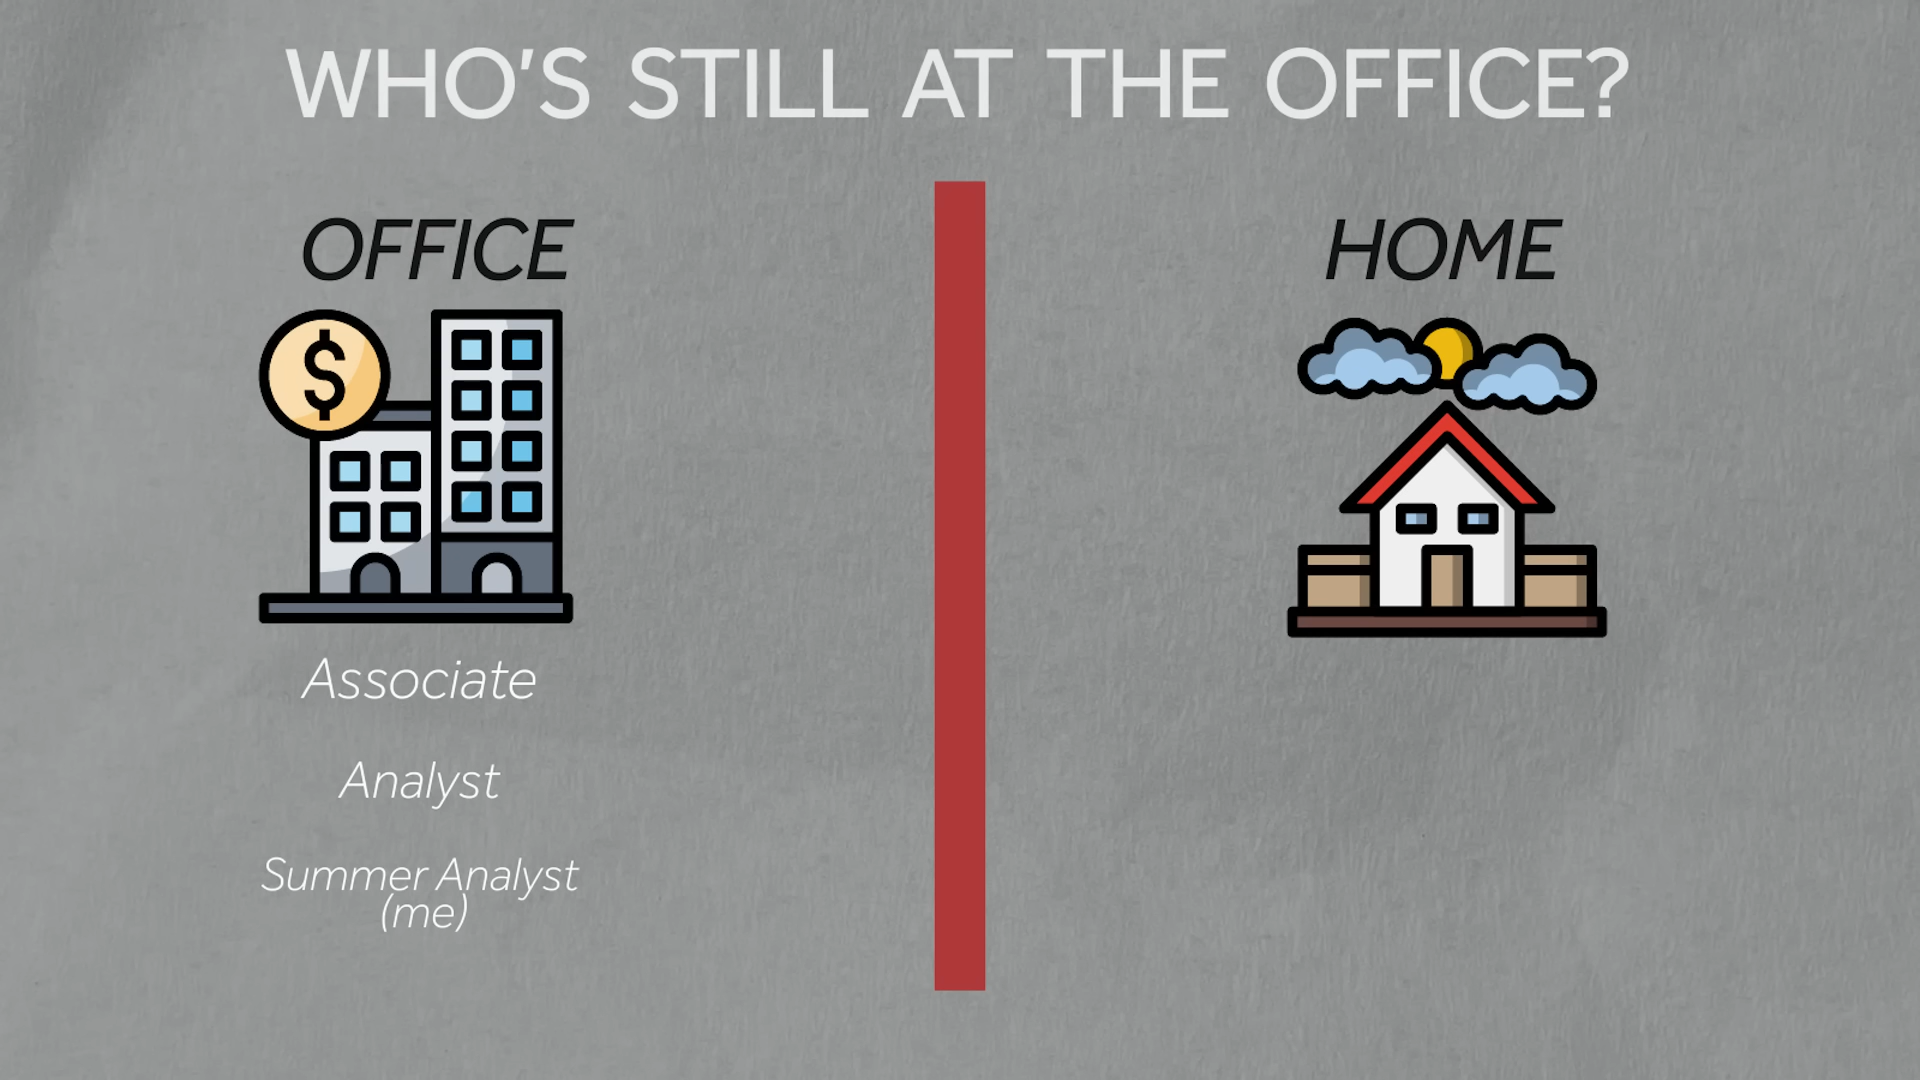 WHO'S STILL AT THE OFFICE?
OFFICE
$
Associate
Analyst
Summer Analyst
(me)
HOME